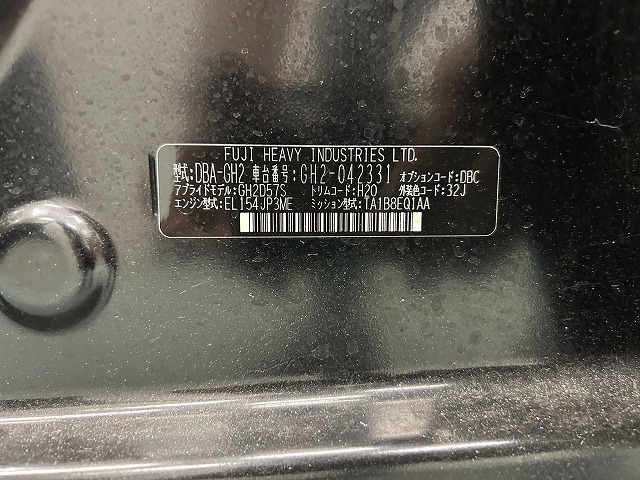 FUJI HEAVY INDUSTRIES LTD.
型式:DBA-GH2 車台番号:GH2-042331 オプションコード:DBC
アプライドモデル:GH2D57S トリムコード:H20 外装色コード:32J
エンジン型式:EL154JP3ME ミッション型式:TA1B8EQ1AA